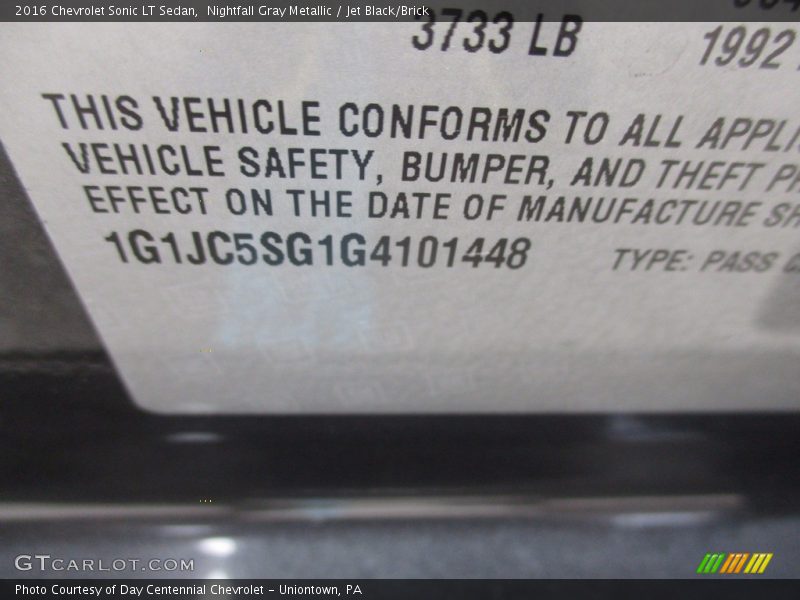 2016 Chevrolet Sonic LT Sedan, Nightfall Gray Metallic / Jet Black/Brick
3733 LB
1992
THIS VEHICLE CONFORMS TO ALL
VEHICLE SAFETY, BUMPER, AND THEFT
EFFECT ON THE DATE OF MANUFACTURE
1G1JC5SG1G4101448 TYPE: PASS
GTCARLOT.COM
Photo Courtesy of Day Centennial Chevrolet - Uniontown, PA